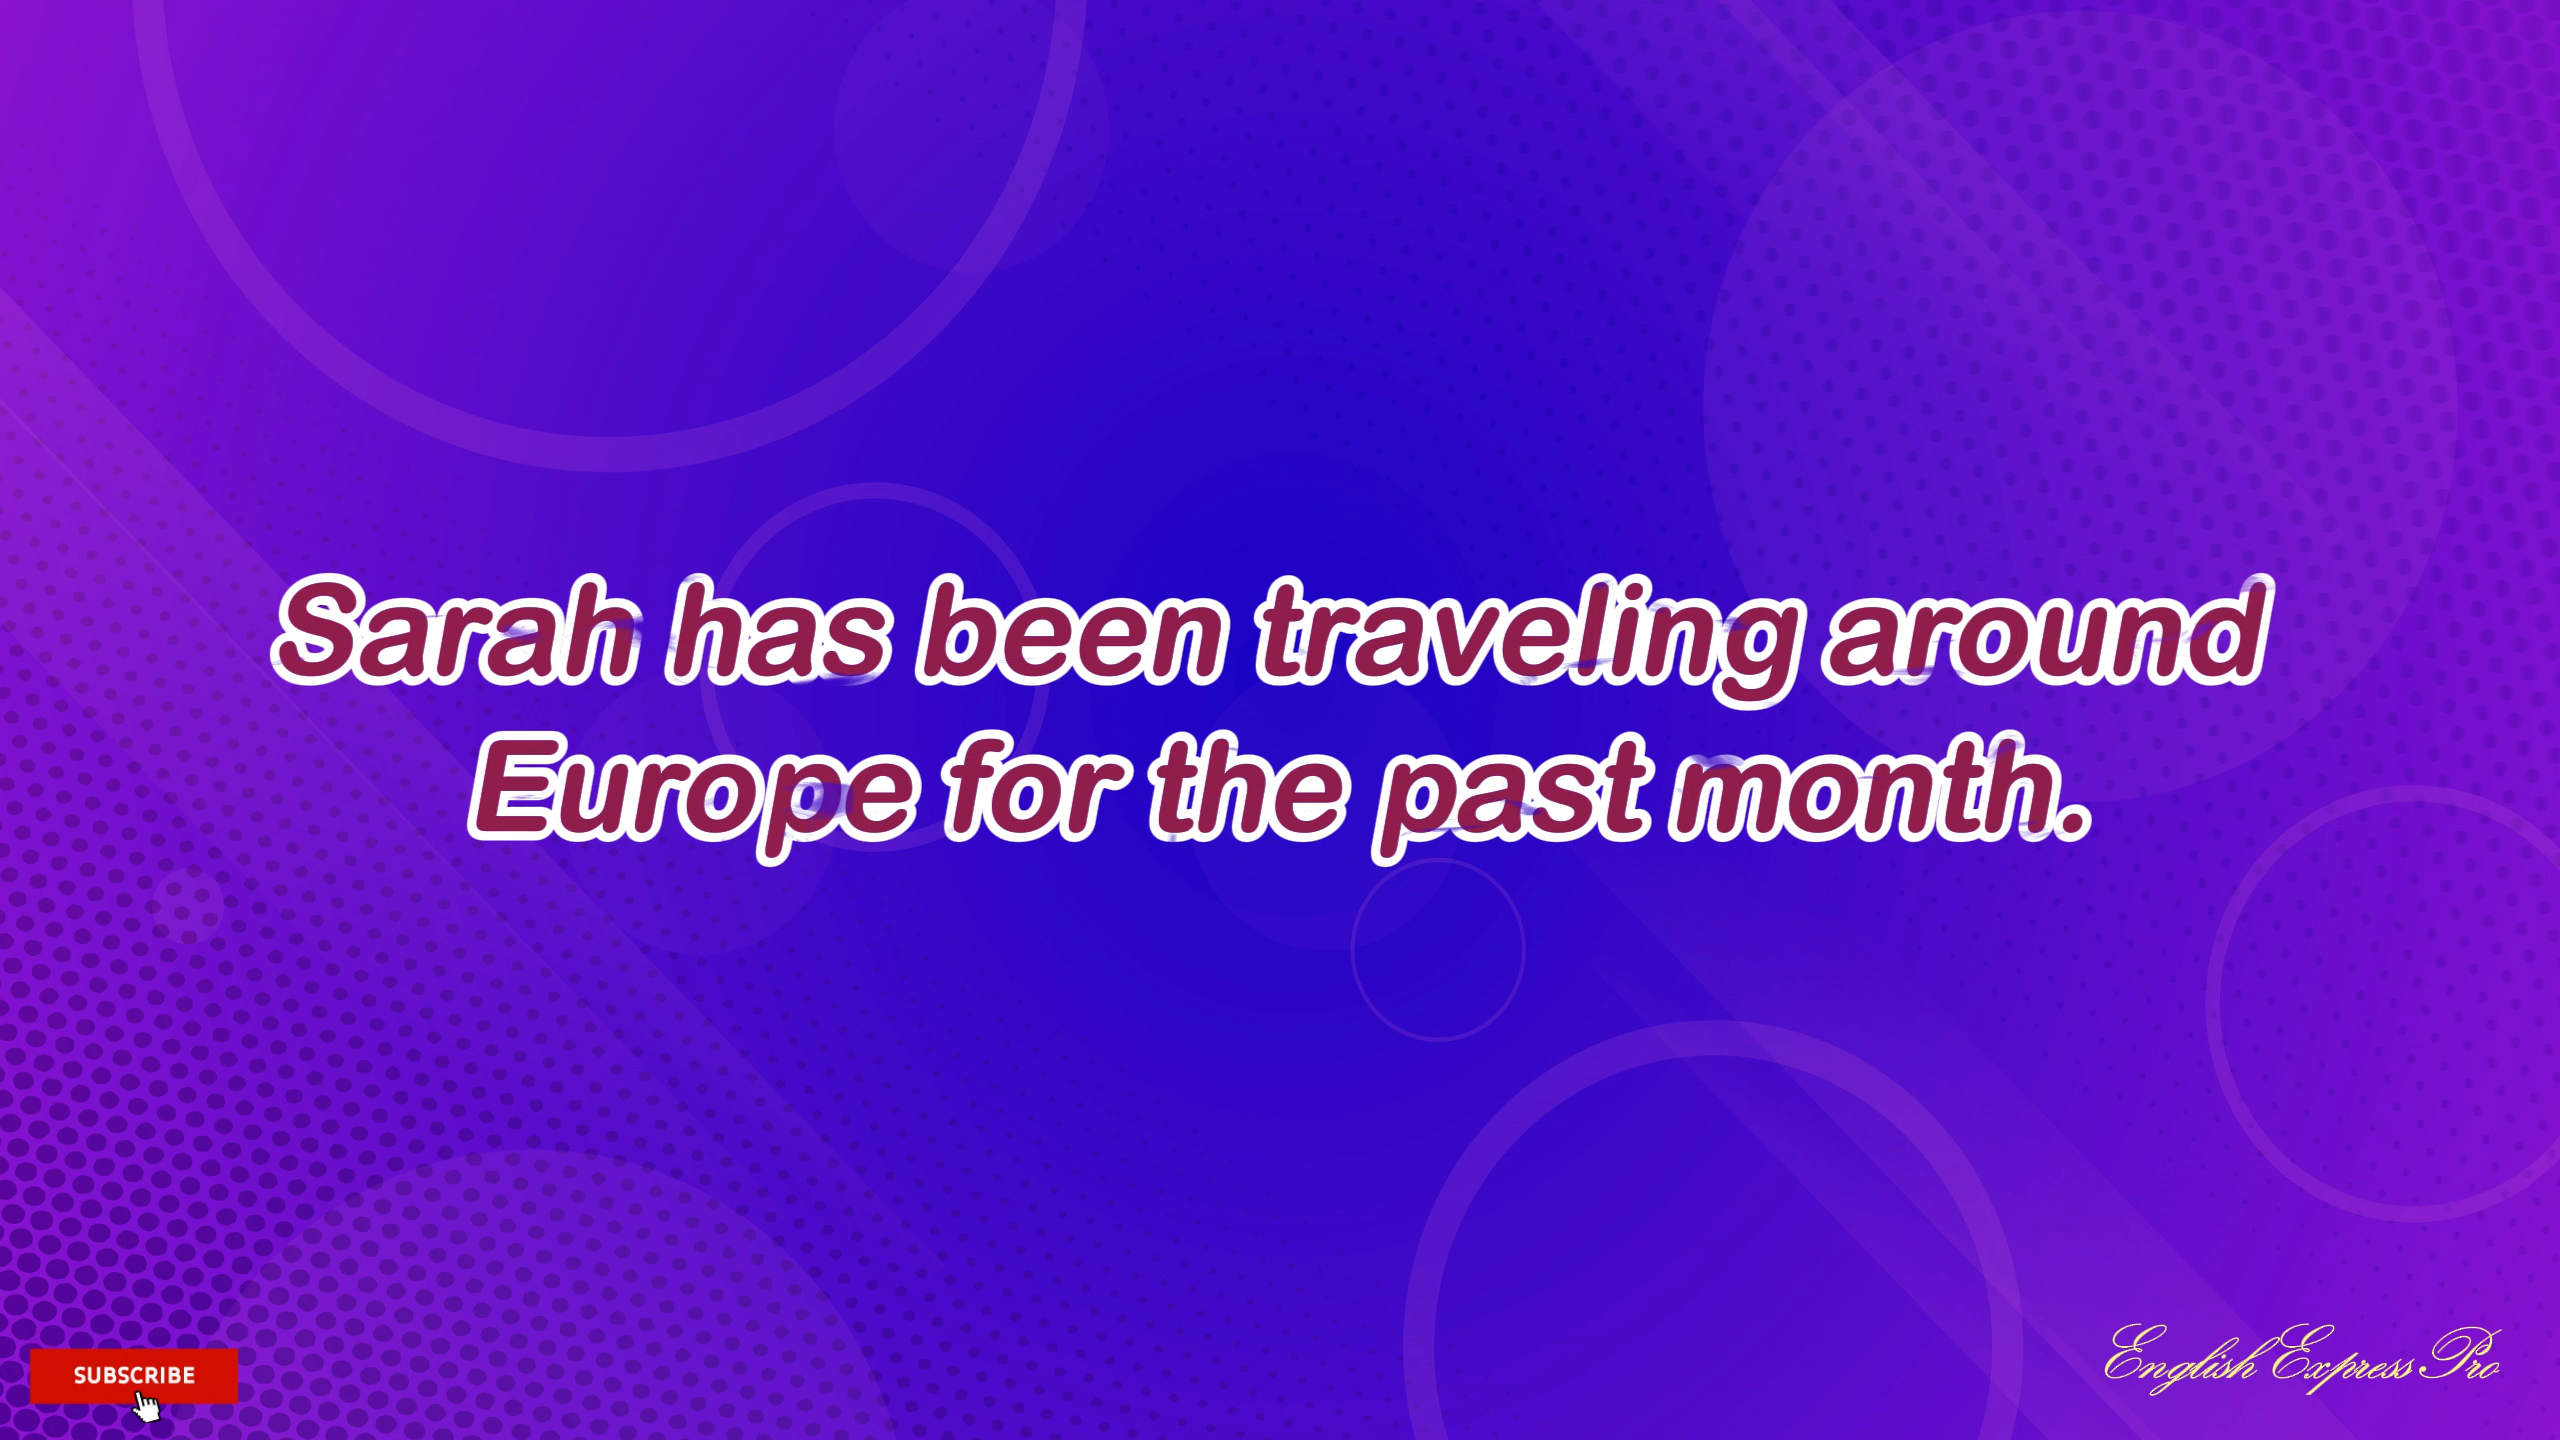 Sarah has been traveling around
Europe for the past month.
SUBSCRIBE
English Express Pro